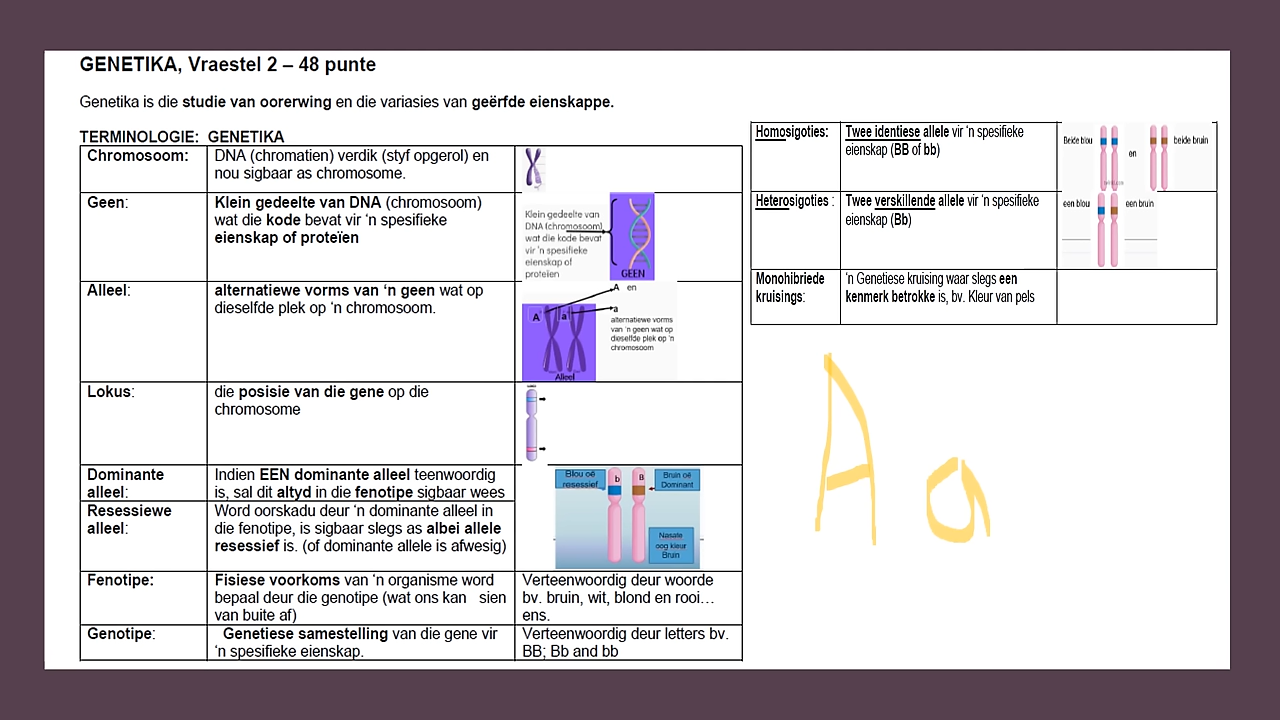 GENETIKA, Vraestel 2 – 48 punte
Genetika is die studie van oorerwing en die variasies van geërfde eienskappe.
TERMINOLOGIE: GENETIKA
Chromosoom:
DNA (chromatien) verdik (styf opgerol) en
nou sigbaar as chromosome.
Geen:
Klein gedeelte van DNA (chromosoom)
wat die kode bevat vir ‘n spesifieke
eienskap of proteïen
Klein gedeelte van
DNA (chromosoom)
wat die kode bevat
vir ‘n spesifieke
eienskap of
proteïen
GEEN
Alleel:
alternatiewe vorms van ‘n geen wat op
dieselfde plek op ‘n chromosoom.
A en
a
A
a
alternatiewe vorms
van ‘n geen wat op
dieselfde plek op ‘n
chromosoom
Alleel
Lokus:
die posisie van die gene op die
chromosome
Dominante
alleel:
Indien EEN dominante alleel teenwoordig
is, sal dit altyd in die fenotipe sigbaar wees
Resessiewe
alleel:
Word oorskadu deur ‘n dominante alleel in
die fenotipe, is sigbaar slegs as albei allele
resessief is. (of dominante allele is afwesig)
Blou oë
resessief
b
B
Bruin oë
Dominant
Nasate
oog kleur
Bruin
Fenotipe:
Fisiese voorkoms van ‘n organisme word
bepaal deur die genotipe (wat ons kan sien
van buite af)
Verteenwoordig deur woorde
bv. bruin, wit, blond en rooi…
ens.
Genotipe:
Genetiese samestelling van die gene vir
‘n spesifieke eienskap.
Verteenwoordig deur letters bv.
BB; Bb and bb
Homosigoties:
Twee identiese allele vir ‘n spesifieke
eienskap (BB of bb)
Beide blou
en
beide bruin
Heterosigoties :
Twee verskillende allele vir ‘n spesifieke
eienskap (Bb)
een blou
een bruin
Monohibriede
kruisings:
‘n Genetiese kruising waar slegs een
kenmerk betrokke is, bv. Kleur van pels
A a